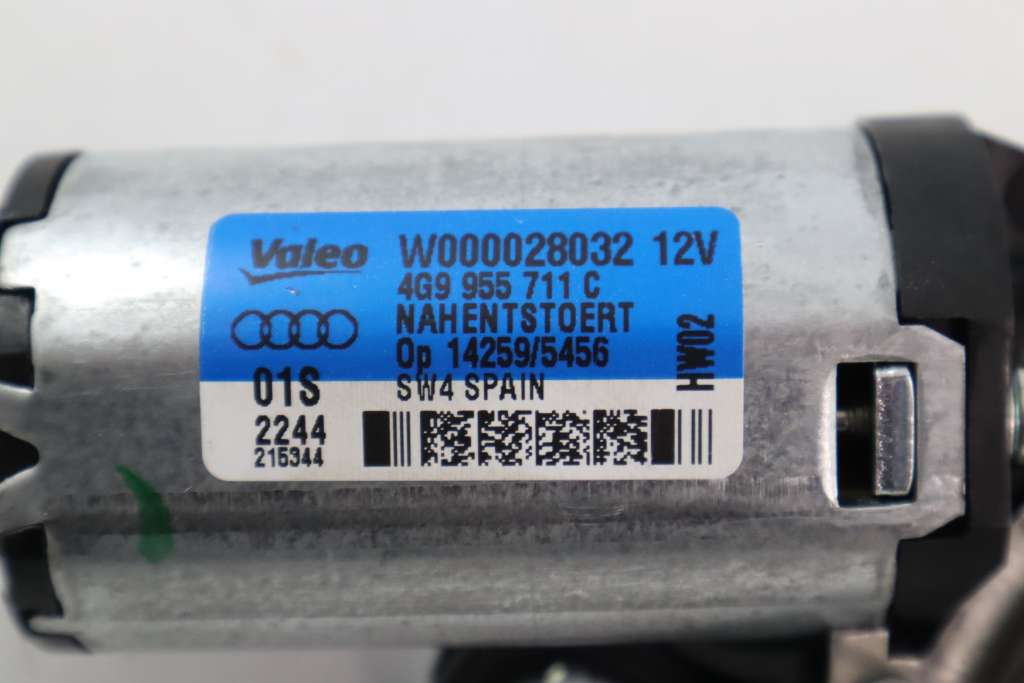 Valeo W000028032 12V
4G9 955 711 C
NAHENTSTOERT
Op 14259/5456
HW02
01S
SW4 SPAIN
2244
215344